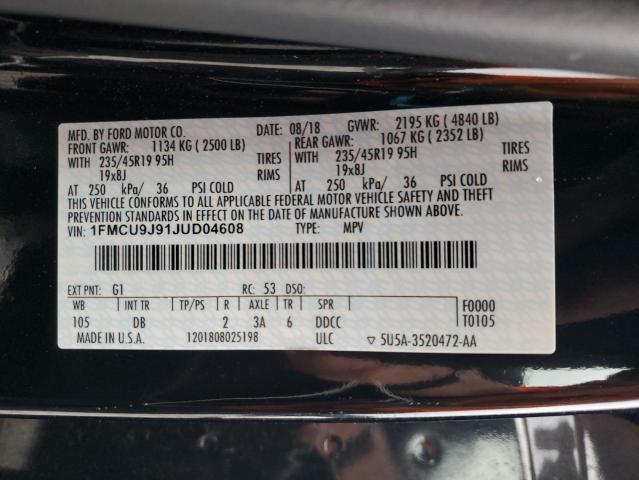 MFD. BY FORD MOTOR CO. DATE: 08/18 GVWR: 2195 KG ( 4840 LB)
FRONT GAWR: 1134 KG ( 2500 LB) REAR GAWR: 1067 KG ( 2352 LB)
WITH 235/45R19 95H TIRES WITH 235/45R19 95H TIRES
19x8J RIMS 19x8J RIMS
AT 250 kPa/ 36 PSI COLD AT 250 kPa/ 36 PSI COLD
THIS VEHICLE CONFORMS TO ALL APPLICABLE FEDERAL MOTOR VEHICLE SAFETY AND THEFT
PREVENTION STANDARDS IN EFFECT ON THE DATE OF MANUFACTURE SHOWN ABOVE.
VIN: 1FMCU9J91JUD04608 TYPE: MPV
EXT PNT: G1 RC: 53 DSO:
WB INT TR TP/PS R AXLE TR SPR F0000
105 DB 2 3A 6 DDCC T0105
MADE IN U.S.A. 1201808025198 ULC ▽ 5U5A-3520472-AA